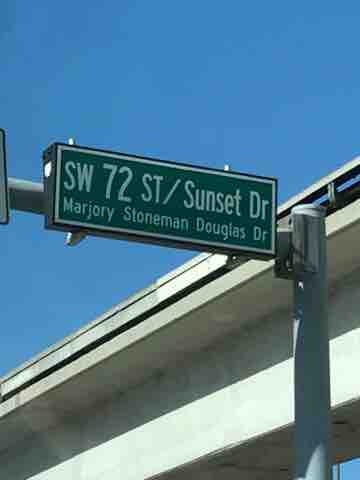 SW 72 ST/Sunset Dr
Marjory Stoneman Douglas Dr